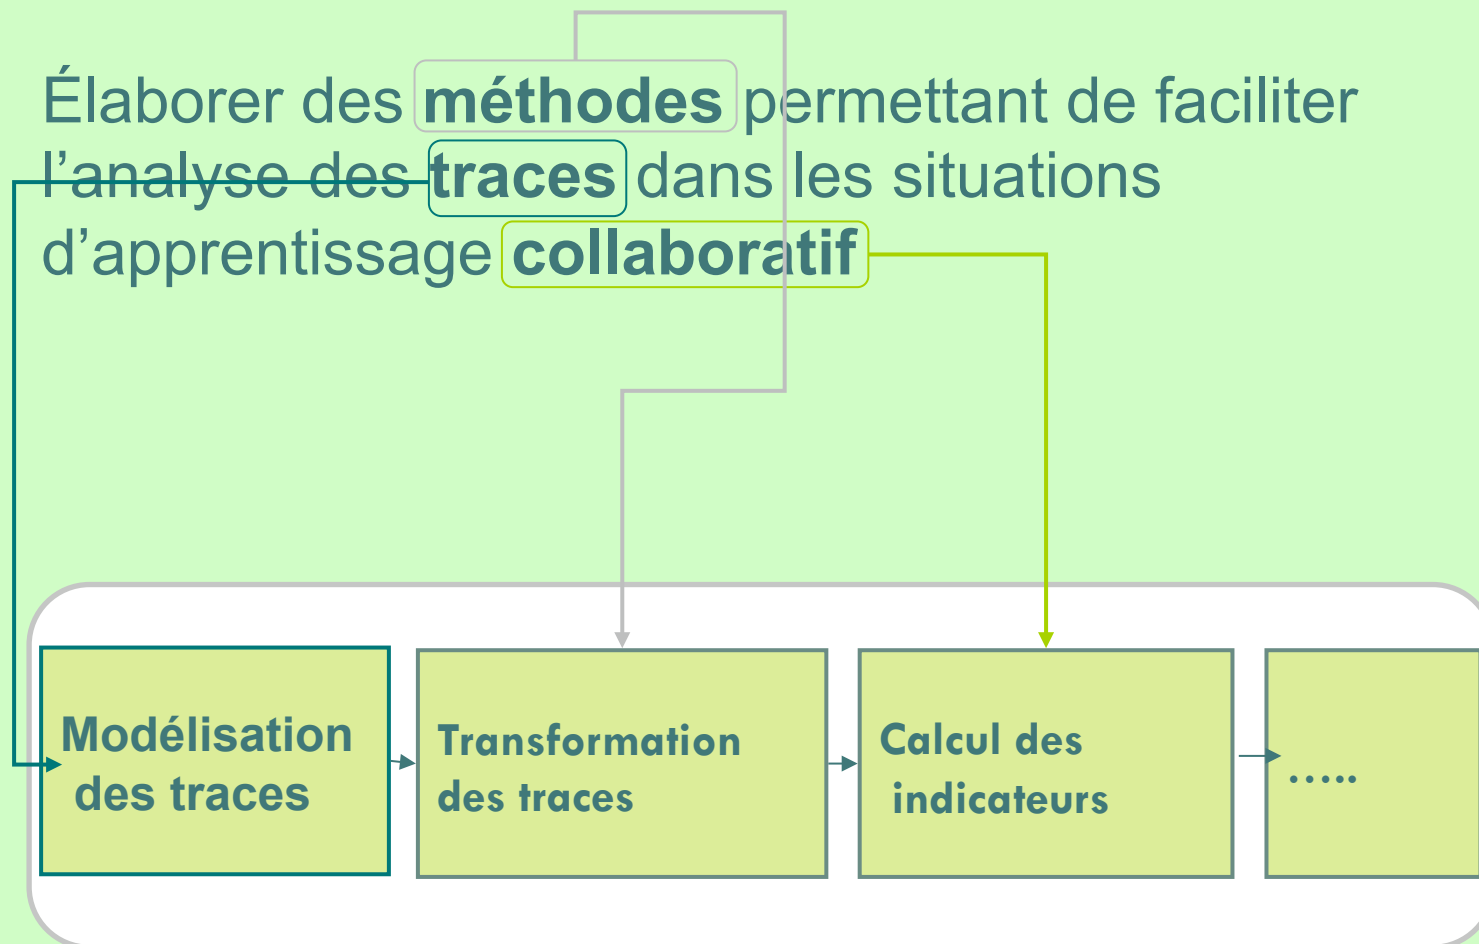 Élaborer des méthodes permettant de faciliter
l’analyse des traces dans les situations
d’apprentissage collaboratif
Modélisation
des traces
Transformation
des traces
Calcul des
indicateurs
.....